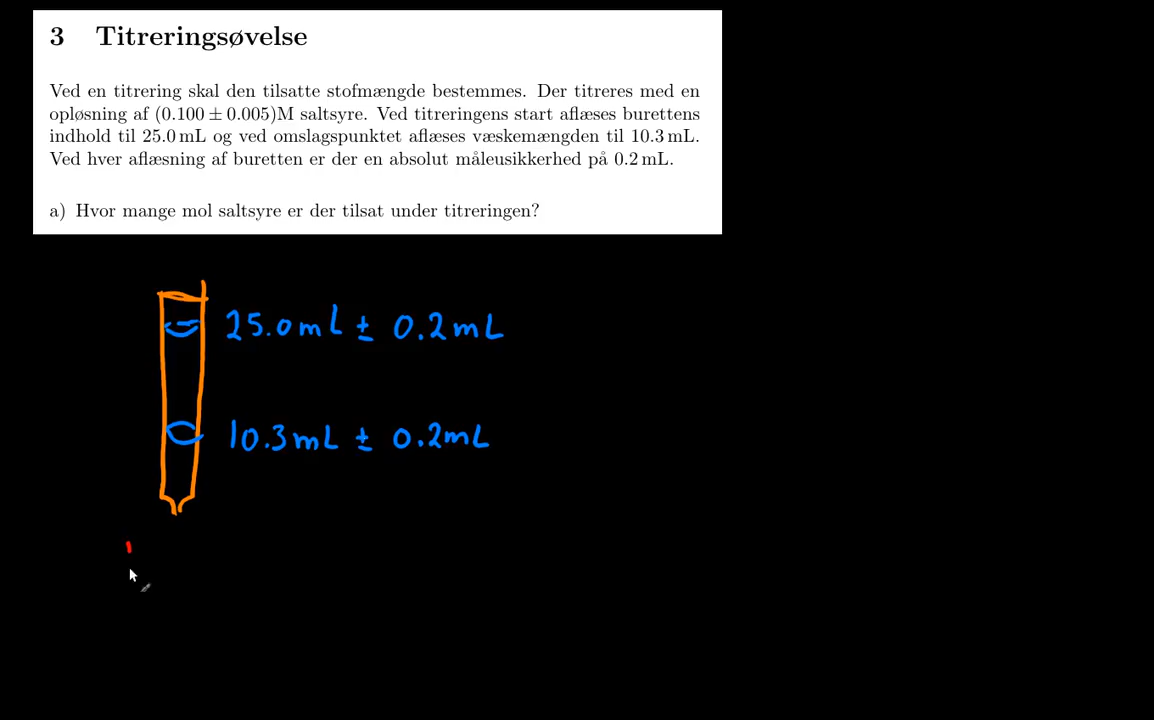 3 Titreringsøvelse
Ved en titrering skal den tilsatte stofmængde bestemmes. Der titreres med en
opløsning af (0.100 ± 0.005)M saltsyre. Ved titreringens start aflæses burettens
indhold til 25.0 mL og ved omslagspunktet aflæses væskemængden til 10.3 mL.
Ved hver aflæsning af buretten er der en absolut måleusikkerhed på 0.2 mL.
a) Hvor mange mol saltsyre er der tilsat under titreringen?
25.0 mL ± 0.2 mL
10.3 mL ± 0.2 mL